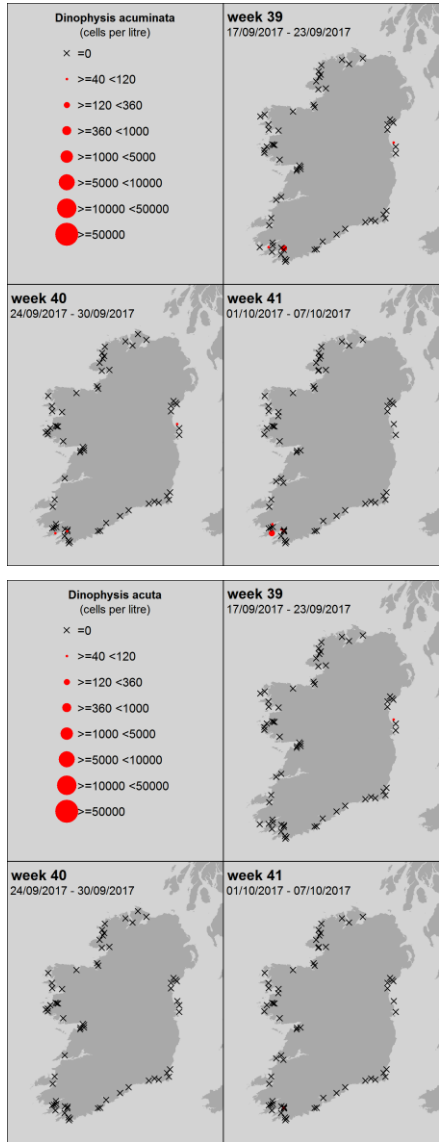 Dinophysis acuminata
(cells per litre)
=0
>=40 <120
>=120 <360
>=360 <1000
>=1000 <5000
>=5000 <10000
>=10000 <50000
>=50000
week 39
17/09/2017 - 23/09/2017
week 40
24/09/2017 - 30/09/2017
week 41
01/10/2017 - 07/10/2017
Dinophysis acuta
(cells per litre)
=0
>=40 <120
>=120 <360
>=360 <1000
>=1000 <5000
>=5000 <10000
>=10000 <50000
>=50000
week 39
17/09/2017 - 23/09/2017
week 40
24/09/2017 - 30/09/2017
week 41
01/10/2017 - 07/10/2017